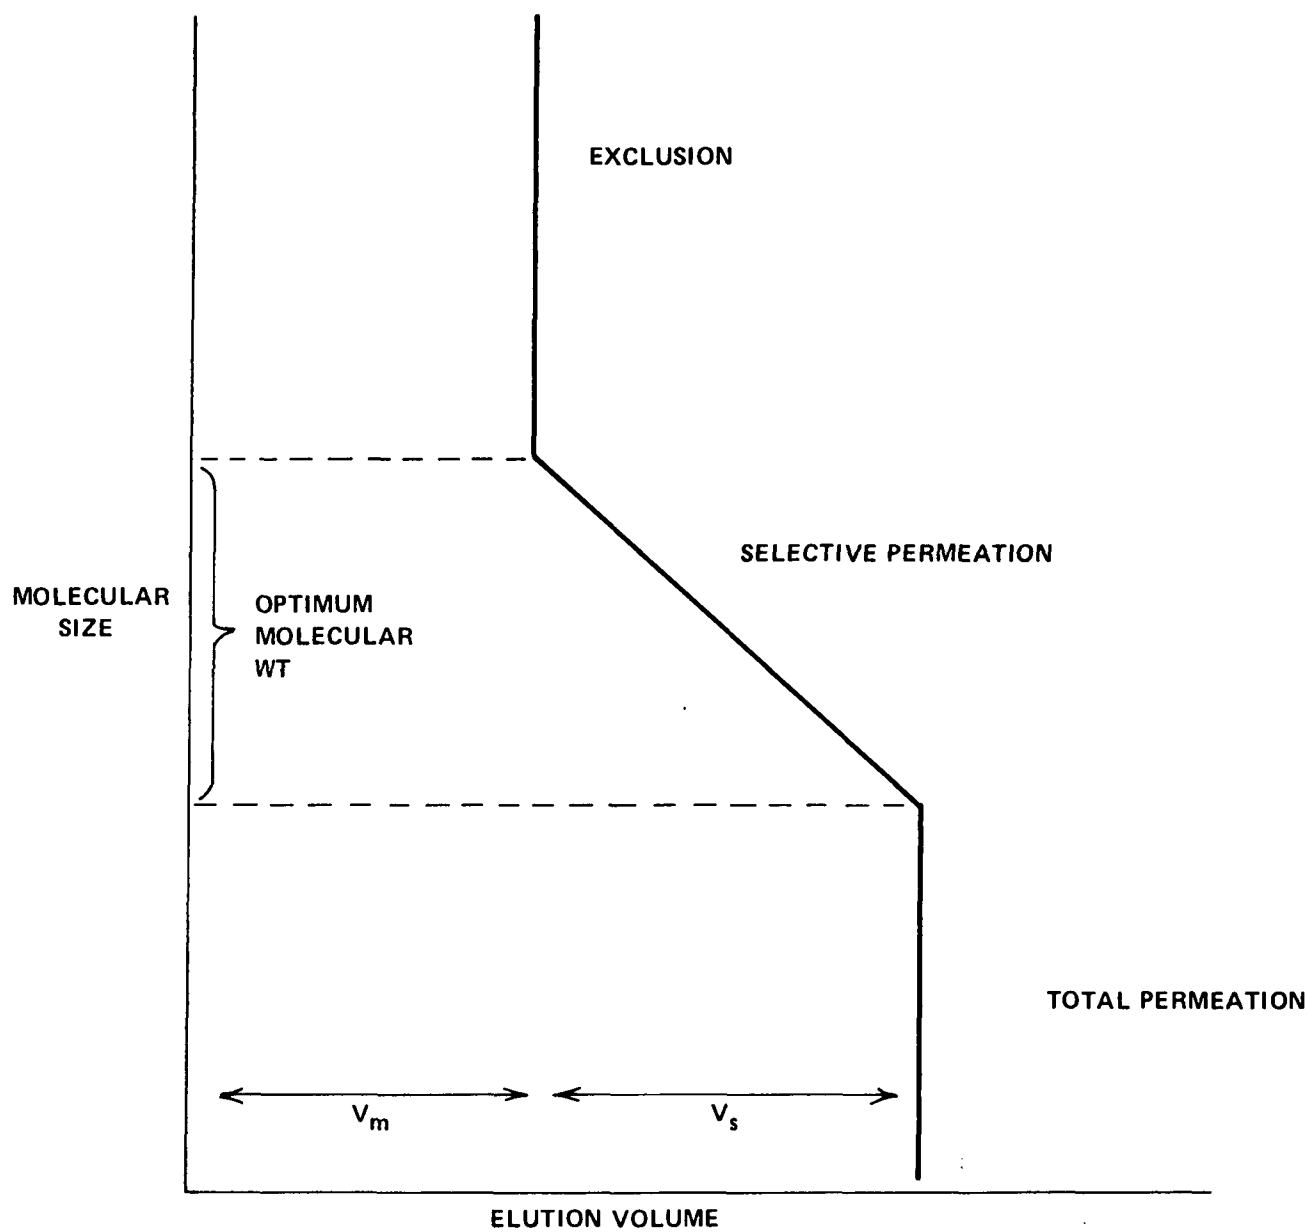 EXCLUSION
SELECTIVE PERMEATION
MOLECULAR
SIZE
OPTIMUM
MOLECULAR
WT
TOTAL PERMEATION
Vm
Vs
ELUTION VOLUME